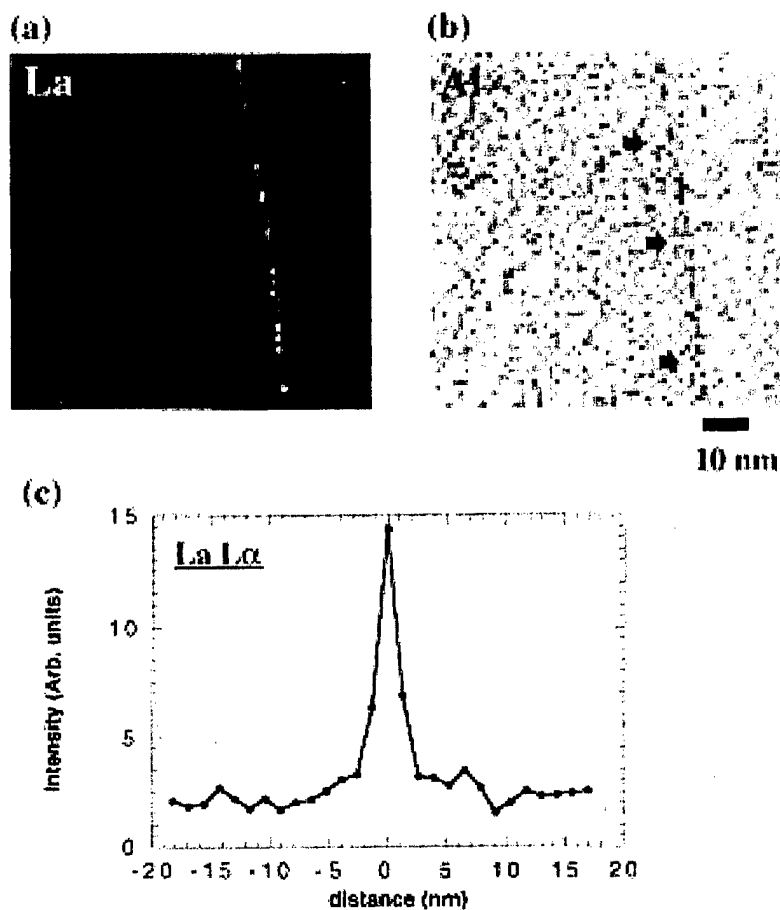 (a)
(b)
La
Al
10 nm
(c)
La Lα
15
10
5
0
Intensity (Arb. units)
-20 -15 -10 -5 0 5 10 15 20
distance (nm)